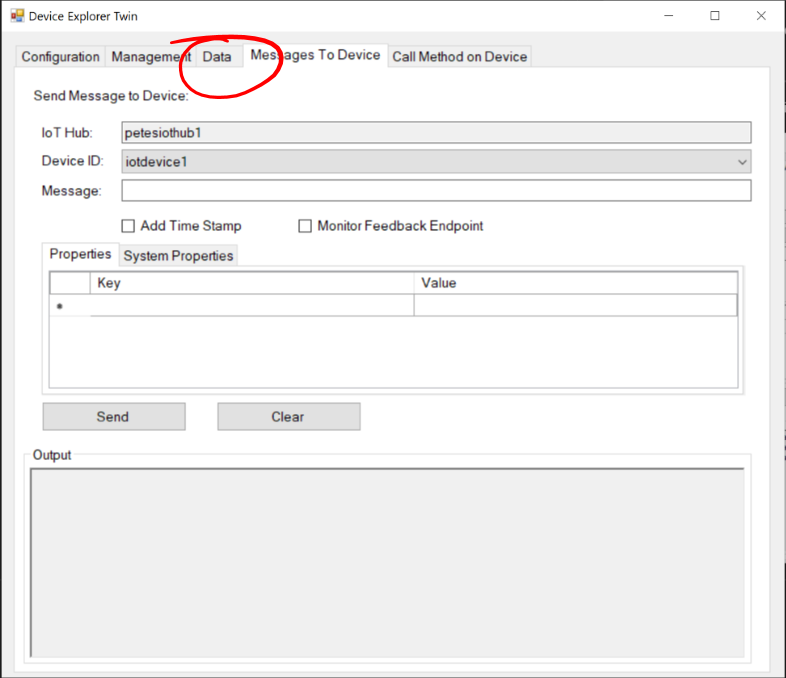 Device Explorer Twin
Configuration Management Data Messages To Device Call Method on Device
Send Message to Device:
IoT Hub: petesiothub1
Device ID: iotdevice1
Message:
Add Time Stamp Monitor Feedback Endpoint
Properties System Properties
Key Value
*
Send Clear
Output